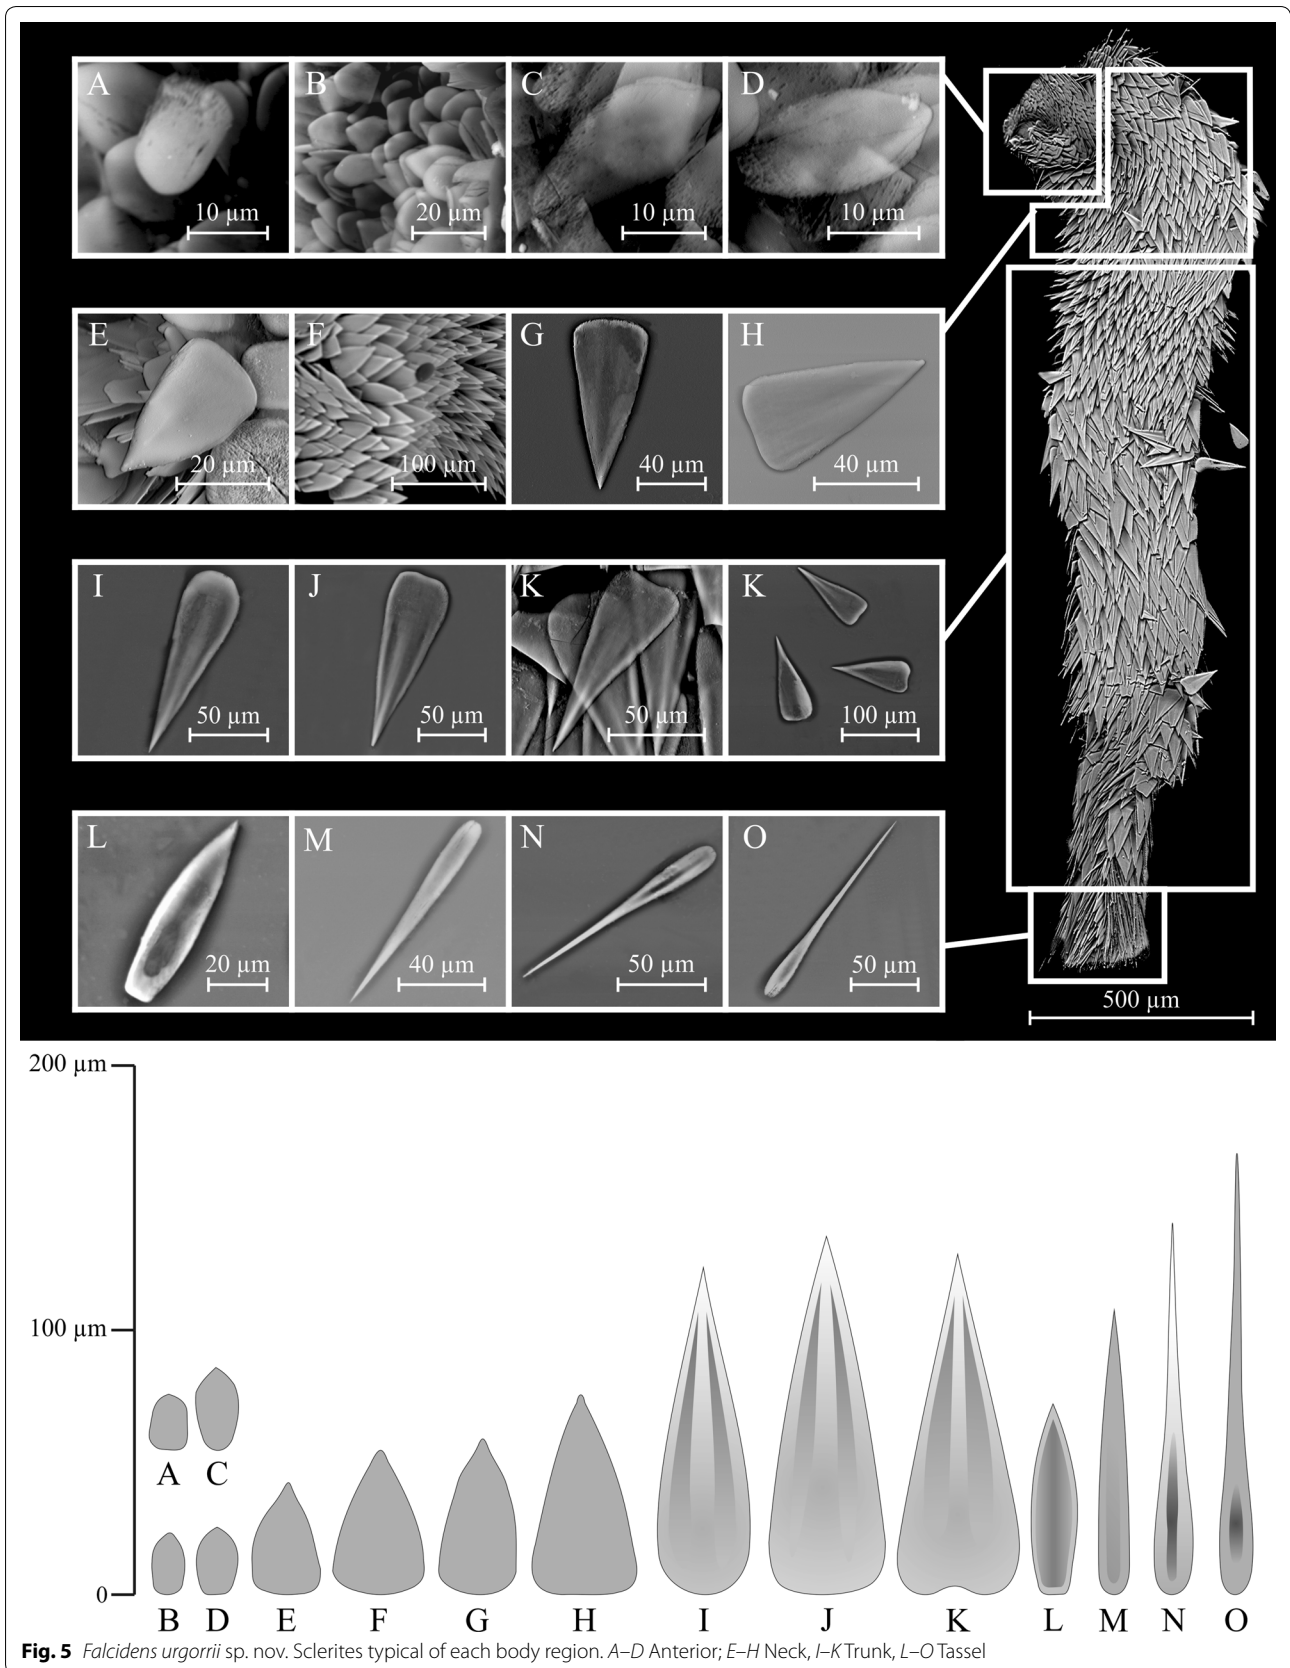 A B C D
10 µm 20 µm 10 µm 10 µm
E F G H
20 µm 100 µm 40 µm 40 µm
I J K K
50 µm 50 µm 50 µm 100 µm
L M N O
20 µm 40 µm 50 µm 50 µm
500 µm
200 µm
100 µm
A C
0
B D E F G H I J K L M N O
Fig. 5 Falcidens urgorrii sp. nov. Sclerites typical of each body region. A–D Anterior; E–H Neck, I–K Trunk, L–O Tassel